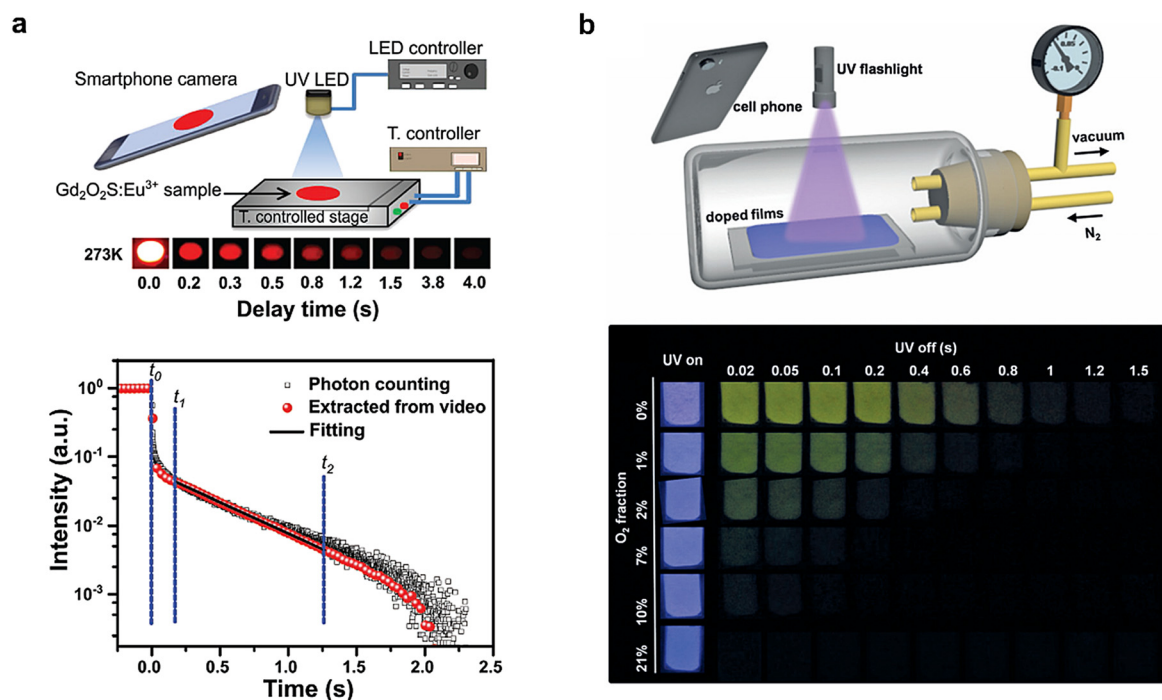 a
LED controller
UV LED
Smartphone camera
T. controller
Gd₂O₂S:Eu³⁺ sample
T. controlled stage
273K
0.0 0.2 0.3 0.5 0.8 1.2 1.5 3.8 4.0
Delay time (s)
Intensity (a.u.)
10⁰
10⁻¹
10⁻²
10⁻³
t₀
t₁
t₂
Photon counting
Extracted from video
Fitting
0.0 0.5 1.0 1.5 2.0 2.5
Time (s)
b
UV flashlight
cell phone
0.05
-0.1 0
vacuum
doped films
N₂
UV on
UV off (s)
0.02 0.05 0.1 0.2 0.4 0.6 0.8 1 1.2 1.5
O₂ fraction
0%
1%
2%
7%
10%
21%